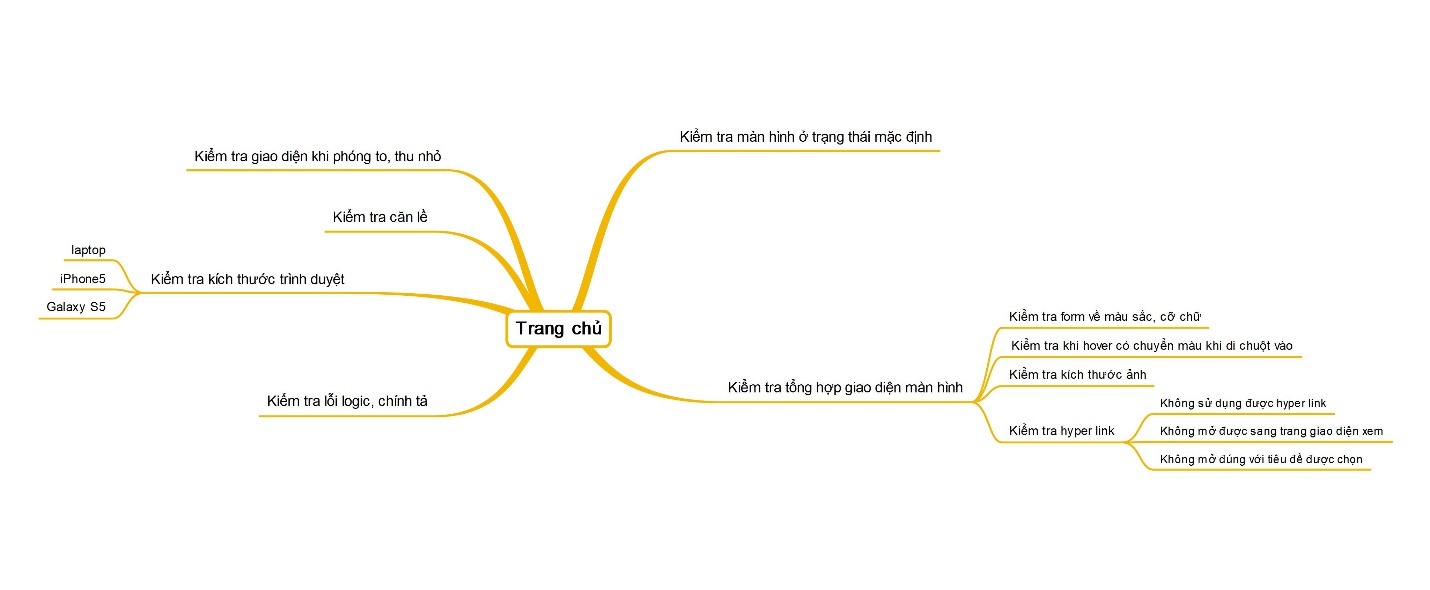 Kiểm tra màn hình ở trạng thái mặc định
Kiểm tra giao diện khi phóng to, thu nhỏ
Kiểm tra căn lề
laptop
iPhone5
Galaxy S5
Kiểm tra kích thước trình duyệt
Trang chủ
Kiểm tra lỗi logic, chính tả
Kiểm tra tổng hợp giao diện màn hình
Kiểm tra form về màu sắc, cỡ chữ
Kiểm tra khi hover có chuyển màu khi di chuột vào
Kiểm tra kích thước ảnh
Kiểm tra hyper link
Không sử dụng được hyper link
Không mở được sang trang giao diện xem
Không mở đúng với tiêu đề được chọn